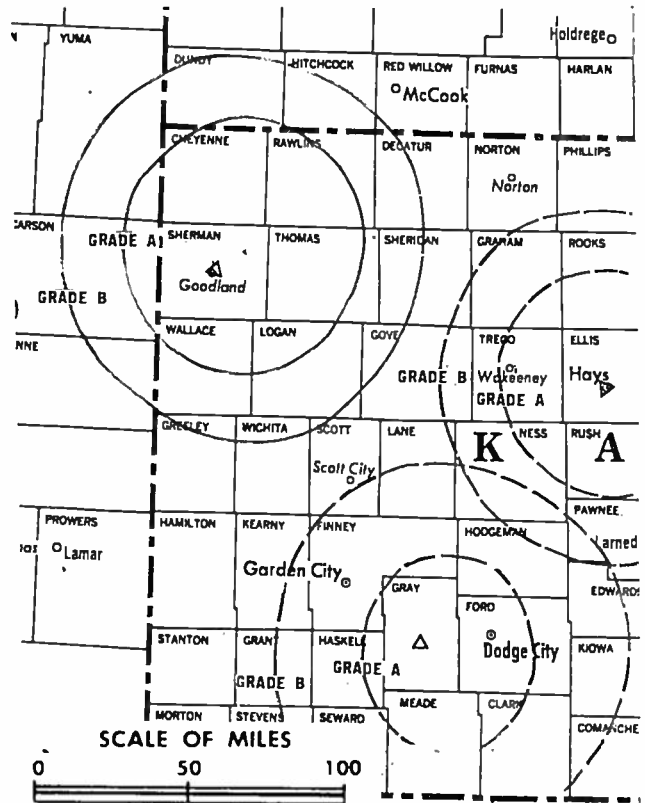 YUMA
Holdrege
DUNDY HITCHCOCK RED WILLOW FURNAS HARLAN
McCook
CHEYENNE RAWLINS DECATUR NORTON PHILLIPS
Norton
CARSON GRADE A SHERMAN THOMAS SHERIDAN GRAHAM ROOKS
Goodland
GRADE B
NNE WALLACE LOGAN GOVE TREGO ELLIS
GRADE B Wakeeney Hays
GRADE A
GREELEY WICHITA SCOTT LANE K NESS RUSH A
Scott City
PAWNEE
PROWERS HAMILTON KEARNY FINNEY HODGEMAN
Lamar Larned
Garden City
GRAY EDWARDS
FORD
STANTON GRAN HASKELL Dodge City KIOWA
GRADE A
GRADE B
MEADE CLARK
MORTON STEVENS SEWARD
COMANCHE
SCALE OF MILES
0 50 100